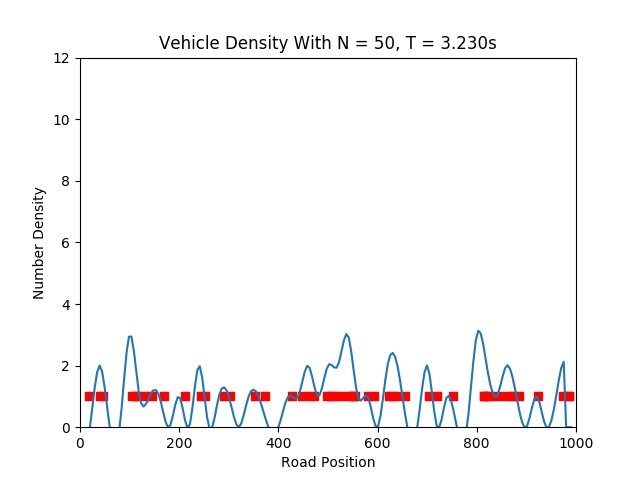 Vehicle Density With N = 50, T = 3.230s
12
10
8
6
4
2
0
Number Density
0 200 400 600 800 1000
Road Position